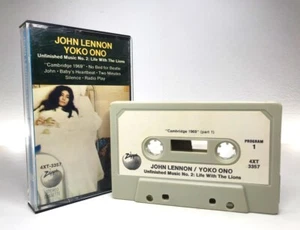 JOHN LENNON
YOKO ONO
Unfinished Music No. 2: Life With The Lions
"Cambridge 1969" • No Bed for Beatle
John • Baby's Heartbeat • Two Minutes
Silence • Radio Play
4XT-3357
Zapple
"Cambridge 1969" (part 1)
PROGRAM
1
4XT
3357
Zapple
JOHN LENNON / YOKO ONO
Unfinished Music No. 2: Life With The Lions